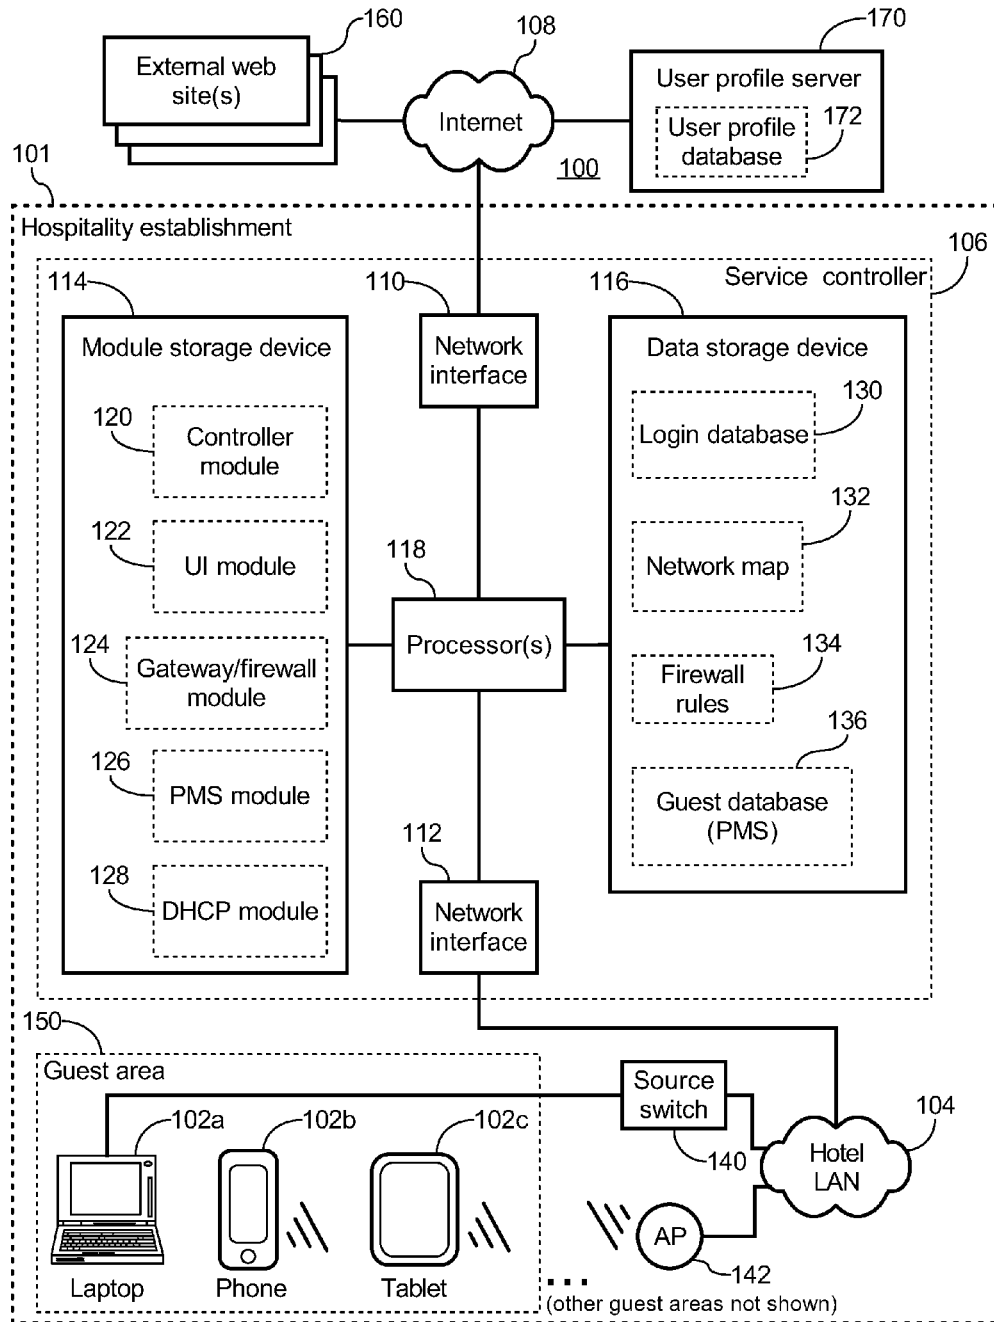 160
108
170
External web
site(s)
Internet
User profile server
User profile
database
172
101
100
Hospitality establishment
106
114
110
116
Service controller
Module storage device
Network
interface
Data storage device
120
Controller
module
130
Login database
122
UI module
132
Network map
118
Processor(s)
124
Gateway/firewall
module
134
Firewall
rules
126
PMS module
136
Guest database
(PMS)
112
128
DHCP module
Network
interface
150
Guest area
Source
switch
104
102a
102b
102c
140
Hotel
LAN
AP
142
Laptop
Phone
Tablet
...
(other guest areas not shown)